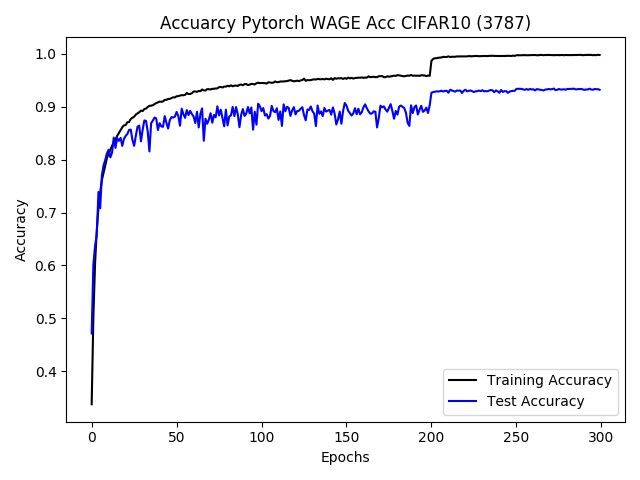 Accuarcy Pytorch WAGE Acc CIFAR10 (3787)
1.0
0.9
0.8
0.7
0.6
0.5
0.4
Accuracy
0
50
100
150
200
250
300
Epochs
Training Accuracy
Test Accuracy